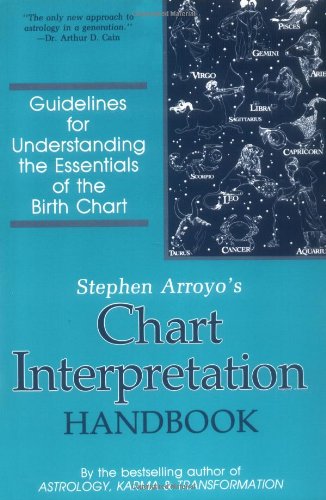 "The only new approach to
astrology in a generation."
—Dr. Arthur D. Cain
Guidelines
for
Understanding
the Essentials
of the
Birth Chart
PISCES
GEMINI
ARIE
VIRGO
LIBRA
SAGITTARIUS
CAPRICORN
SCORPIO
LEO
CANCER
TAURUS
AQUARIU
Stephen Arroyo's
Chart
Interpretation
HANDBOOK
By the bestselling author of
ASTROLOGY, KARMA & TRANSFORMATION